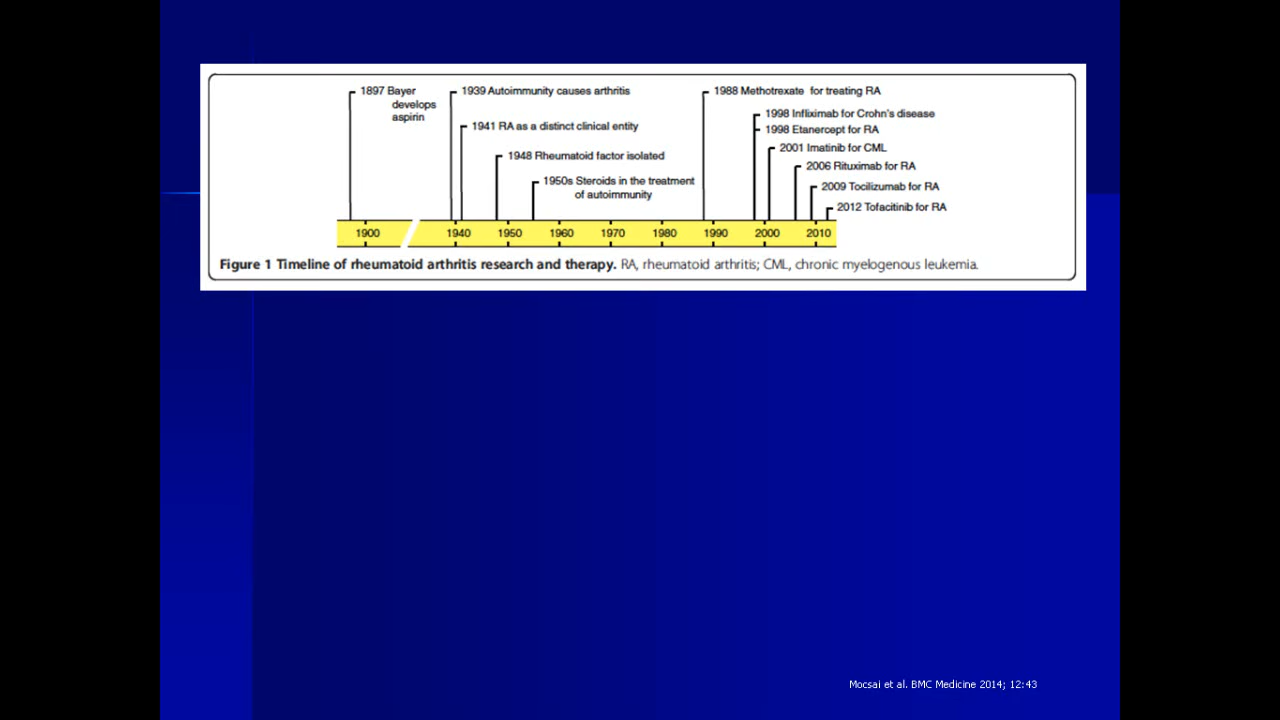 1897 Bayer
develops
aspirin
1939 Autoimmunity causes arthritis
1941 RA as a distinct clinical entity
1948 Rheumatoid factor isolated
1950s Steroids in the treatment
of autoimmunity
1988 Methotrexate for treating RA
1998 Infliximab for Crohn's disease
1998 Etanercept for RA
2001 Imatinib for CML
2006 Rituximab for RA
2009 Tocilizumab for RA
2012 Tofacitinib for RA
1900 1940 1950 1960 1970 1980 1990 2000 2010
Figure 1 Timeline of rheumatoid arthritis research and therapy. RA, rheumatoid arthritis; CML, chronic myelogenous leukemia.
Mocsai et al. BMC Medicine 2014; 12:43